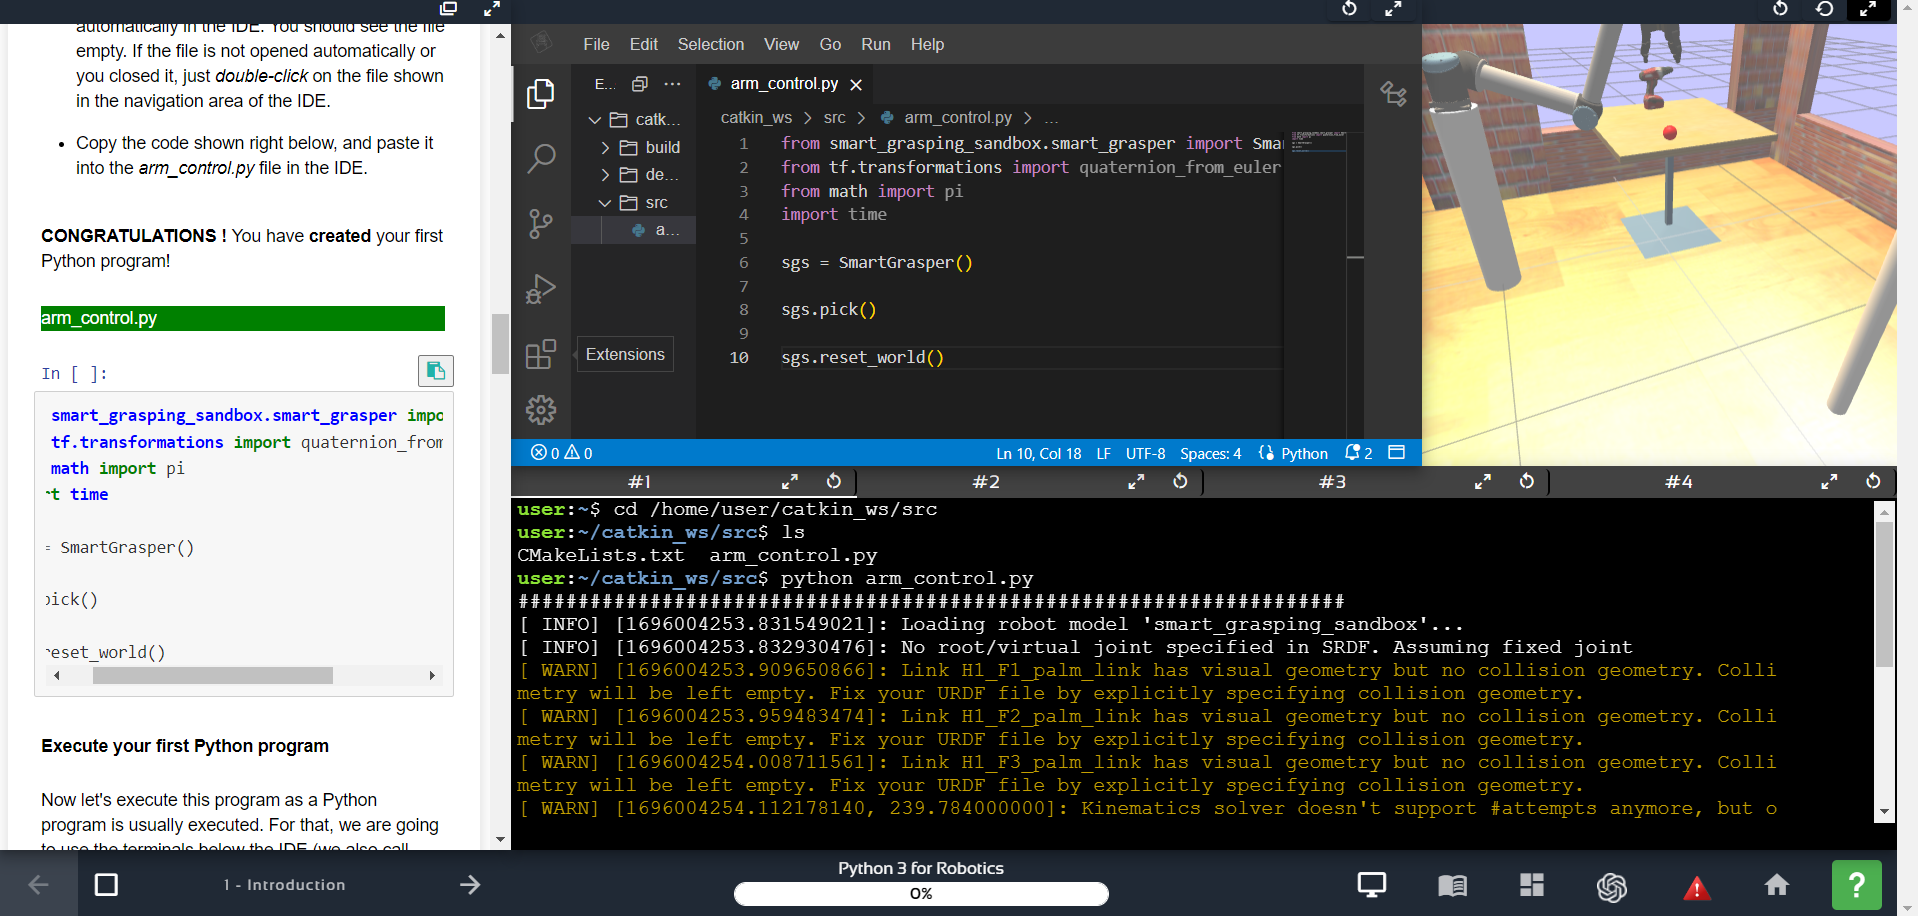 automatically in the IDE. You should see the file
empty. If the file is not opened automatically or
you closed it, just double-click on the file shown
in the navigation area of the IDE.
Copy the code shown right below, and paste it
into the arm_control.py file in the IDE.
CONGRATULATIONS ! You have created your first
Python program!
arm_control.py
In [ ]:
smart_grasping_sandbox.smart_grasper impo
tf.transformations import quaternion_from
math import pi
t time
= SmartGrasper()
ick()
eset_world()
Execute your first Python program
Now let's execute this program as a Python
program is usually executed. For that, we are going
to use the terminals below the IDE (we also call
File Edit Selection View Go Run Help
E... ...
arm_control.py
catk...
build
de...
src
a...
Extensions
catkin_ws > src > arm_control.py > ...
1 from smart_grasping_sandbox.smart_grasper import Smar
2 from tf.transformations import quaternion_from_euler
3 from math import pi
4 import time
5
6 sgs = SmartGrasper()
7
8 sgs.pick()
9
10 sgs.reset_world()
0 0 Ln 10, Col 18 LF UTF-8 Spaces: 4 Python 2
#1 #2 #3 #4
user:~$ cd /home/user/catkin_ws/src
user:~/catkin_ws/src$ ls
CMakeLists.txt arm_control.py
user:~/catkin_ws/src$ python arm_control.py
#####################################################################
[ INFO] [1696004253.831549021]: Loading robot model 'smart_grasping_sandbox'...
[ INFO] [1696004253.832930476]: No root/virtual joint specified in SRDF. Assuming fixed joint
[ WARN] [1696004253.909650866]: Link H1_F1_palm_link has visual geometry but no collision geometry. Colli
metry will be left empty. Fix your URDF file by explicitly specifying collision geometry.
[ WARN] [1696004253.959483474]: Link H1_F2_palm_link has visual geometry but no collision geometry. Colli
metry will be left empty. Fix your URDF file by explicitly specifying collision geometry.
[ WARN] [1696004254.008711561]: Link H1_F3_palm_link has visual geometry but no collision geometry. Colli
metry will be left empty. Fix your URDF file by explicitly specifying collision geometry.
[ WARN] [1696004254.112178140, 239.784000000]: Kinematics solver doesn't support #attempts anymore, but o
1 - Introduction
Python 3 for Robotics
0%
?